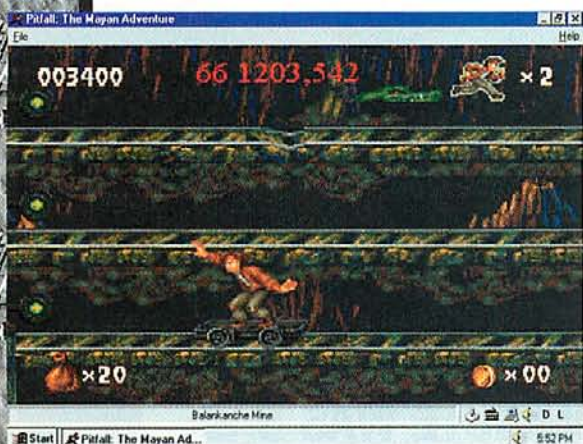 Pitfall: The Mayan Adventure
File Help
003400 66 1203,542 ×2
×20 ×00
Balankanche Mine D L
Start Pitfall: The Mayan Ad... 6:52 PM